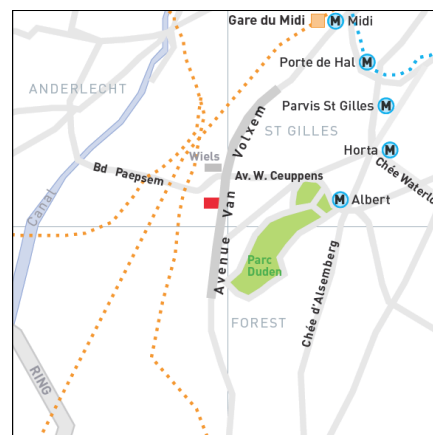 Gare du Midi M Midi
Porte de Hal M
ANDERLECHT
Parvis St Gilles M
ST GILLES
Horta M
Wiels
Bd Paepsem
Av. W. Ceuppens
Chée Waterlo
M Albert
Avenue Van Volxem
Canal
Parc
Duden
Chée d'Alsemberg
FOREST
RING